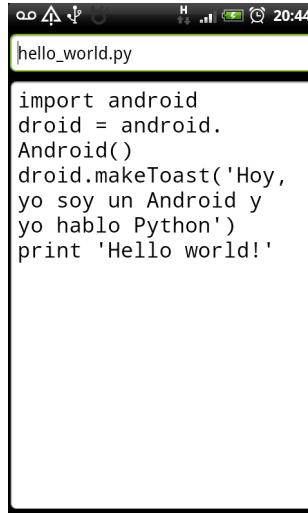 H 20:44
hello_world.py
import android
droid = android.
Android()
droid.makeToast('Hoy,
yo soy un Android y
yo hablo Python')
print 'Hello world!'